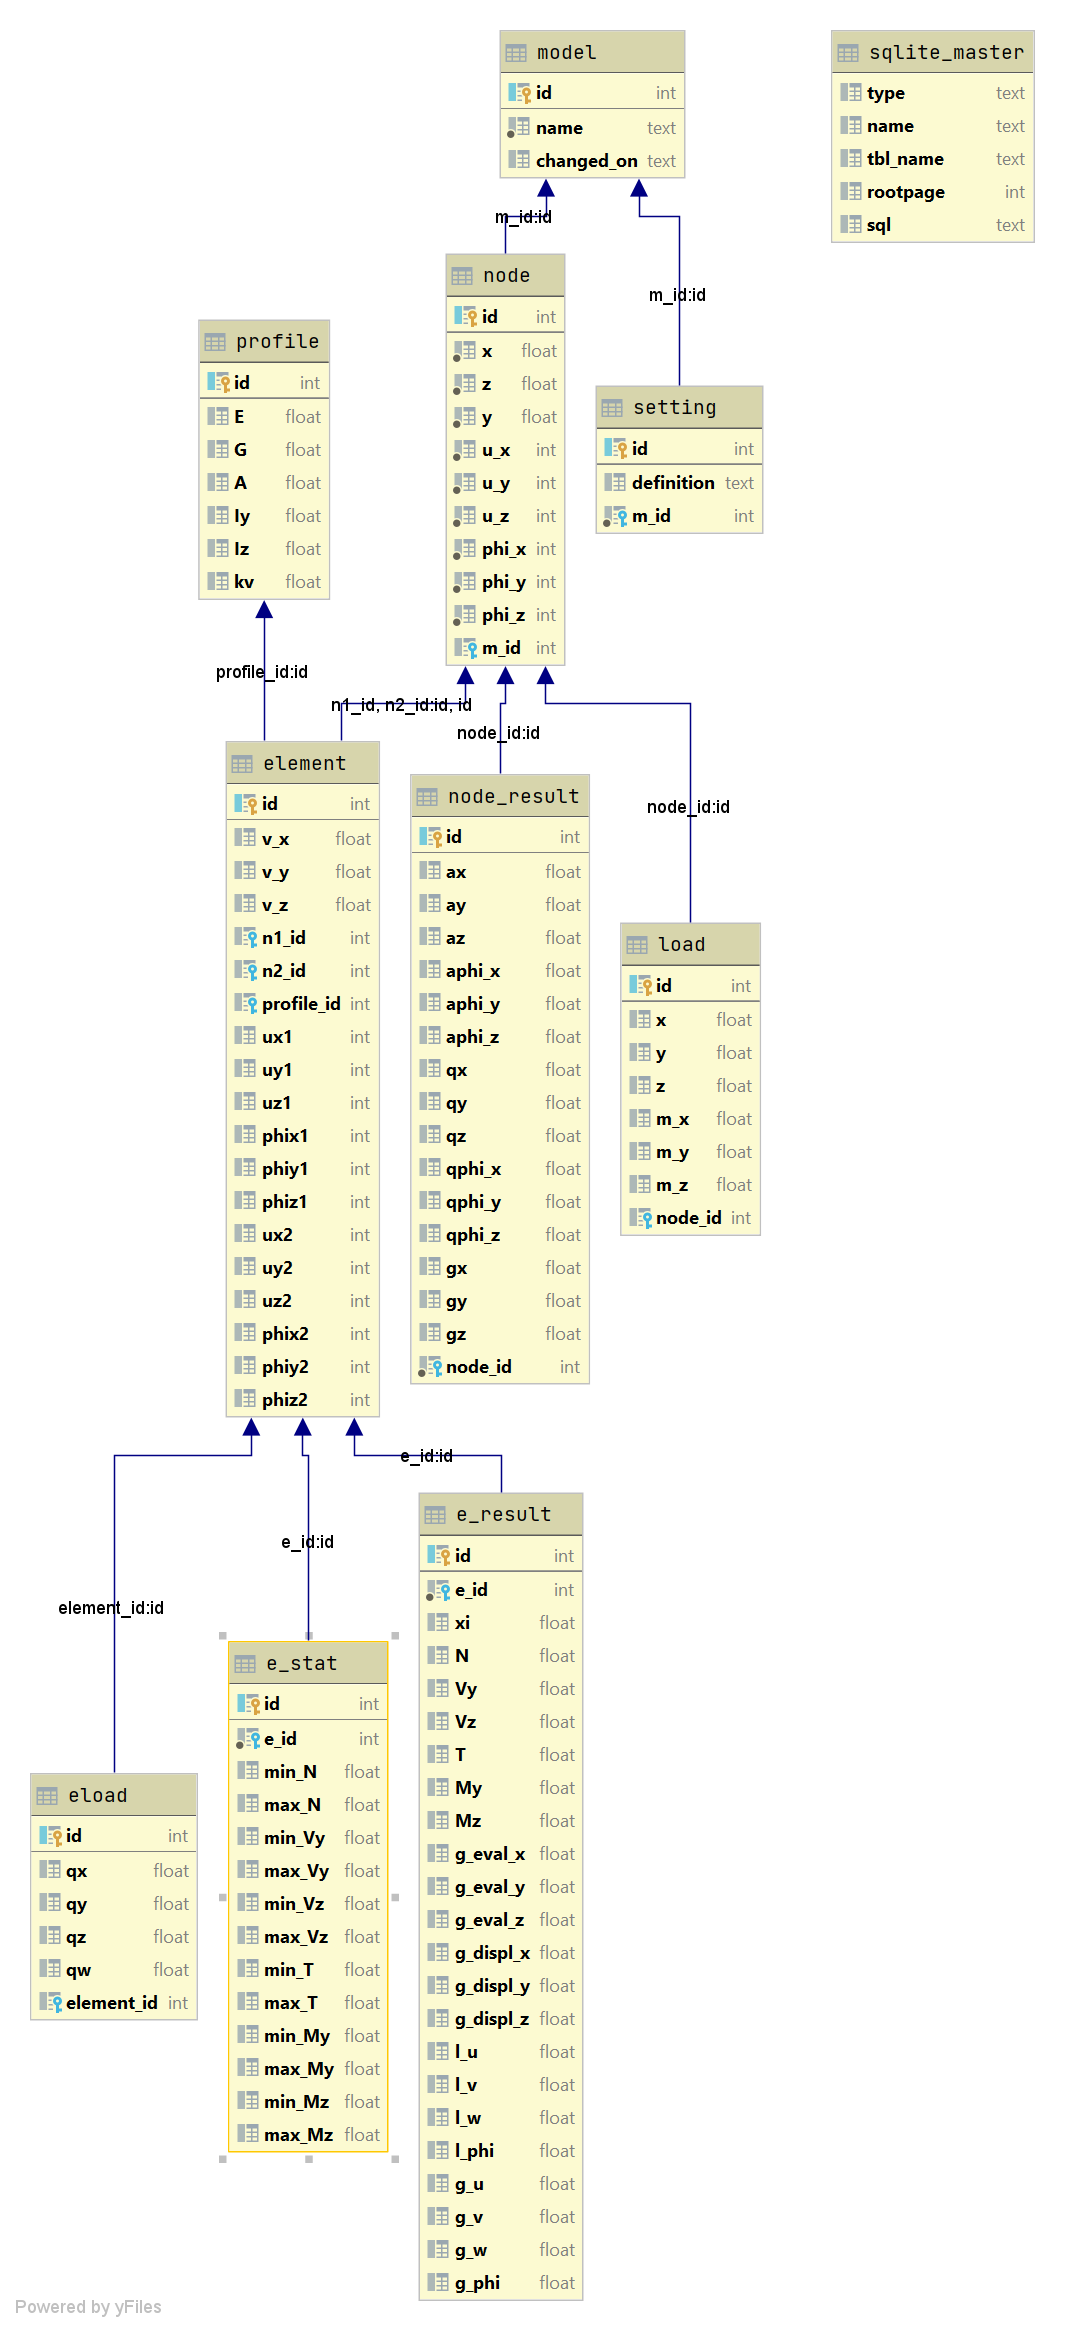 model
id int
name text
changed_on text
sqlite_master
type text
name text
tbl_name text
rootpage int
sql text
m_id:id
m_id:id
node
id int
x float
z float
y float
u_x int
u_y int
u_z int
phi_x int
phi_y int
phi_z int
m_id int
profile
id int
E float
G float
A float
Iy float
Iz float
kv float
setting
id int
definition text
m_id int
profile_id:id
n1_id, n2_id:id, id
node_id:id
node_id:id
element
id int
v_x float
v_y float
v_z float
n1_id int
n2_id int
profile_id int
ux1 int
uy1 int
uz1 int
phix1 int
phiy1 int
phiz1 int
ux2 int
uy2 int
uz2 int
phix2 int
phiy2 int
phiz2 int
node_result
id int
ax float
ay float
az float
aphi_x float
aphi_y float
aphi_z float
qx float
qy float
qz float
qphi_x float
qphi_y float
qphi_z float
gx float
gy float
gz float
node_id int
load
id int
x float
y float
z float
m_x float
m_y float
m_z float
node_id int
e_id:id
e_id:id
element_id:id
e_result
id int
e_id int
xi float
N float
Vy float
Vz float
T float
My float
Mz float
g_eval_x float
g_eval_y float
g_eval_z float
g_displ_x float
g_displ_y float
g_displ_z float
l_u float
l_v float
l_w float
l_phi float
g_u float
g_v float
g_w float
g_phi float
e_stat
id int
e_id int
min_N float
max_N float
min_Vy float
max_Vy float
min_Vz float
max_Vz float
min_T float
max_T float
min_My float
max_My float
min_Mz float
max_Mz float
eload
id int
qx float
qy float
qz float
qw float
element_id int
Powered by yFiles